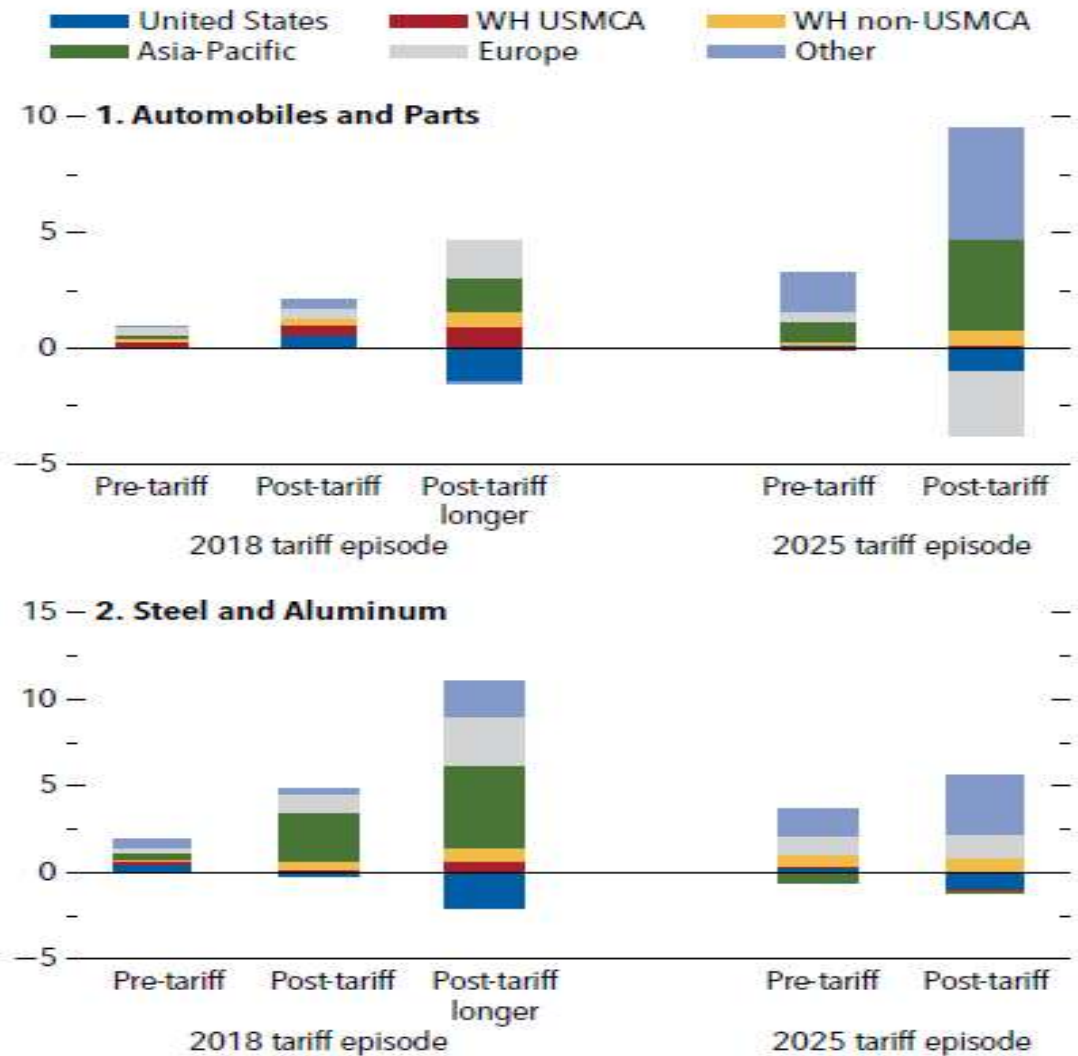 United States WH USMCA WH non-USMCA
Asia-Pacific Europe Other
10 1. Automobiles and Parts
5
0
−5
Pre-tariff Post-tariff Post-tariff longer Pre-tariff Post-tariff
2018 tariff episode 2025 tariff episode
15 2. Steel and Aluminum
10
5
0
−5
Pre-tariff Post-tariff Post-tariff longer Pre-tariff Post-tariff
2018 tariff episode 2025 tariff episode